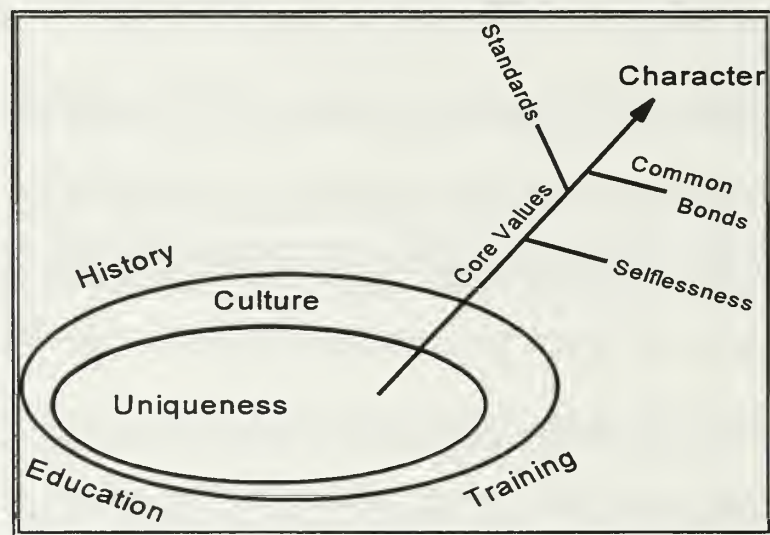 Standards
Character
Common
Bonds
Core Values
Selflessness
History
Culture
Uniqueness
Education
Training